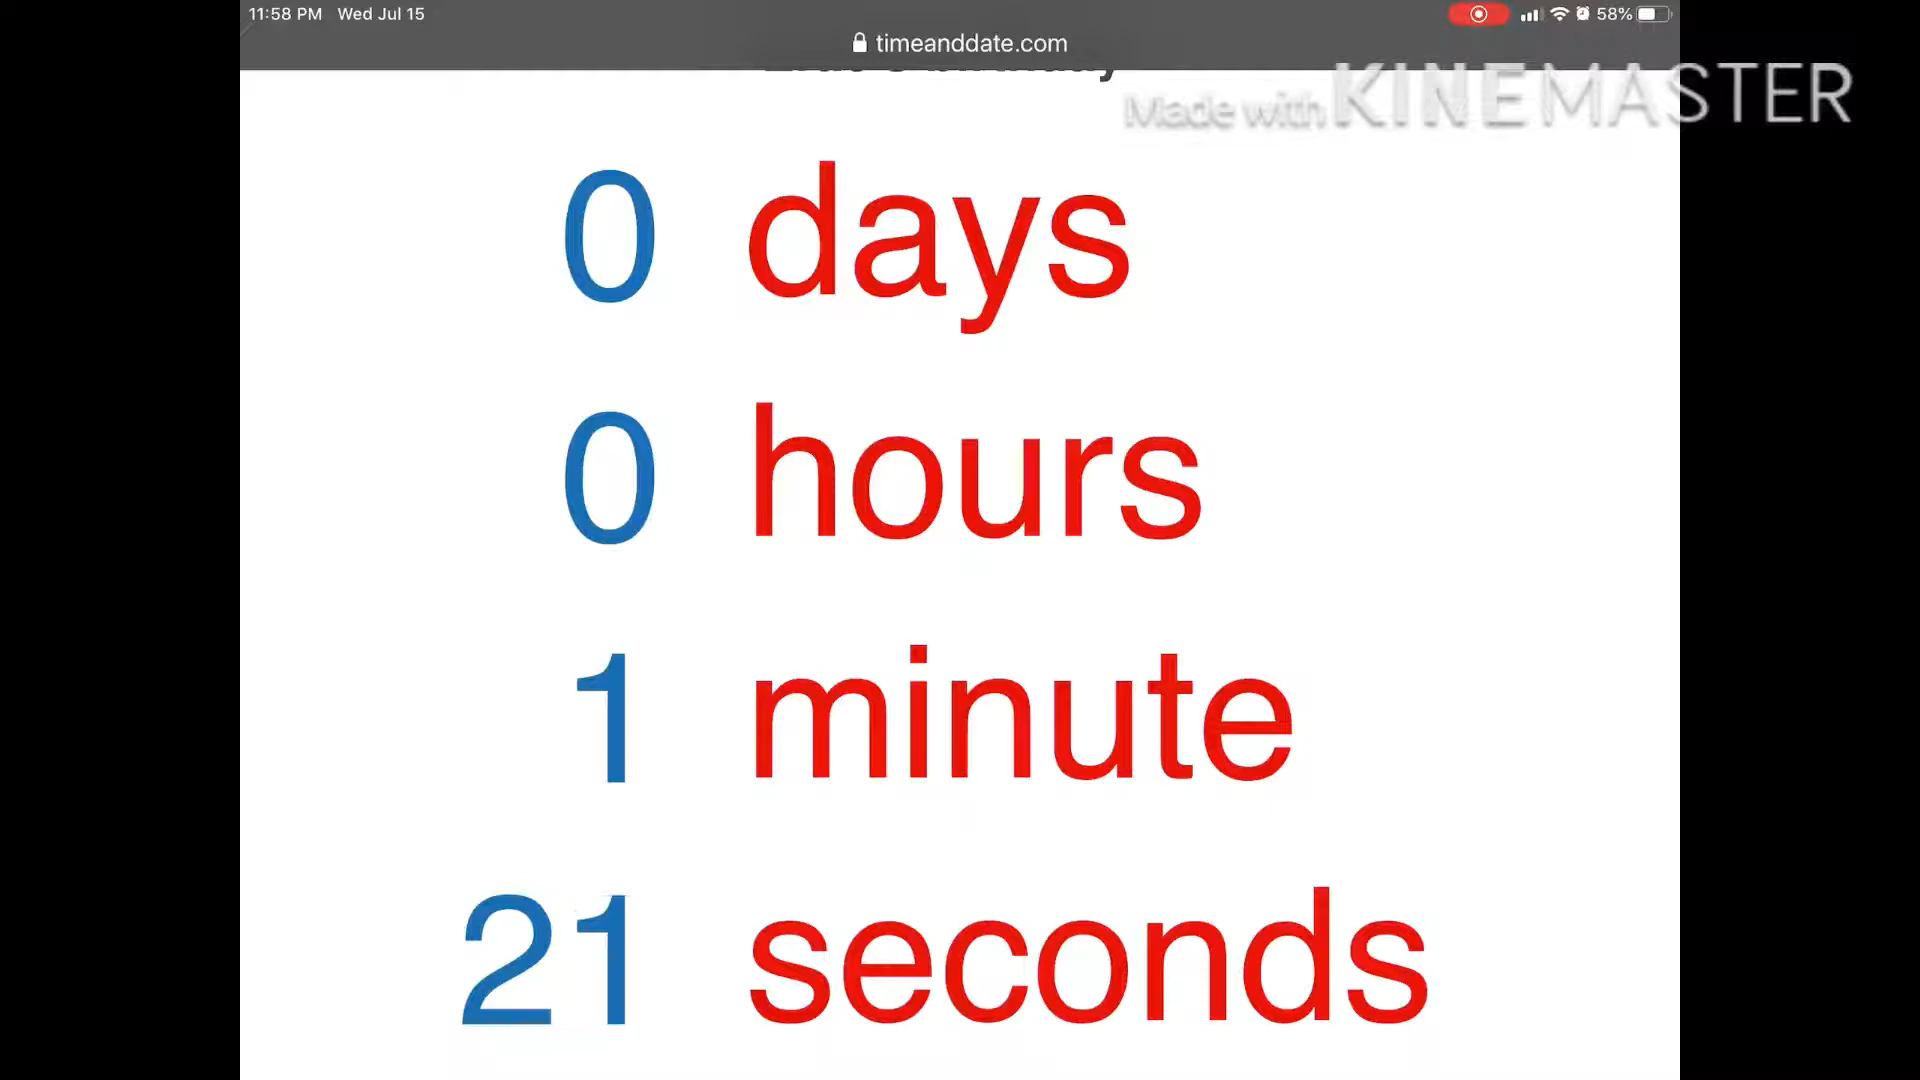 11:58 PM Wed Jul 15
58%
timeanddate.com
Made with KINEMASTER
0 days
0 hours
1 minute
21 seconds